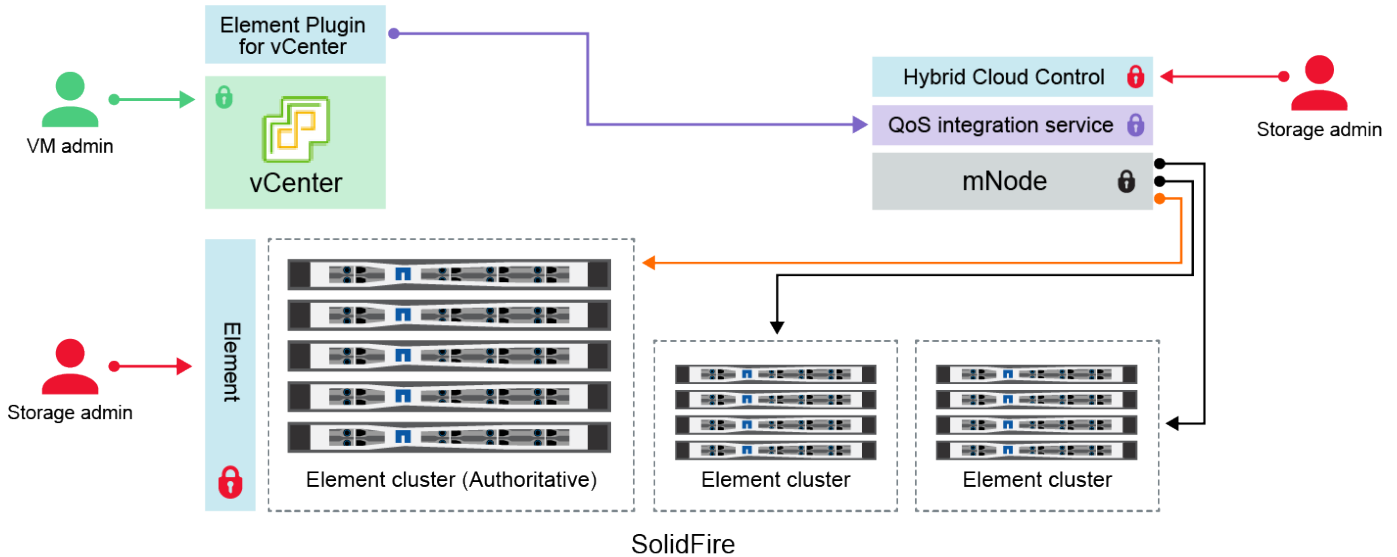 Element Plugin
for vCenter
Hybrid Cloud Control
VM admin
vCenter
QoS integration service
Storage admin
mNode
Element
Storage admin
Element cluster (Authoritative)
Element cluster
Element cluster
SolidFire